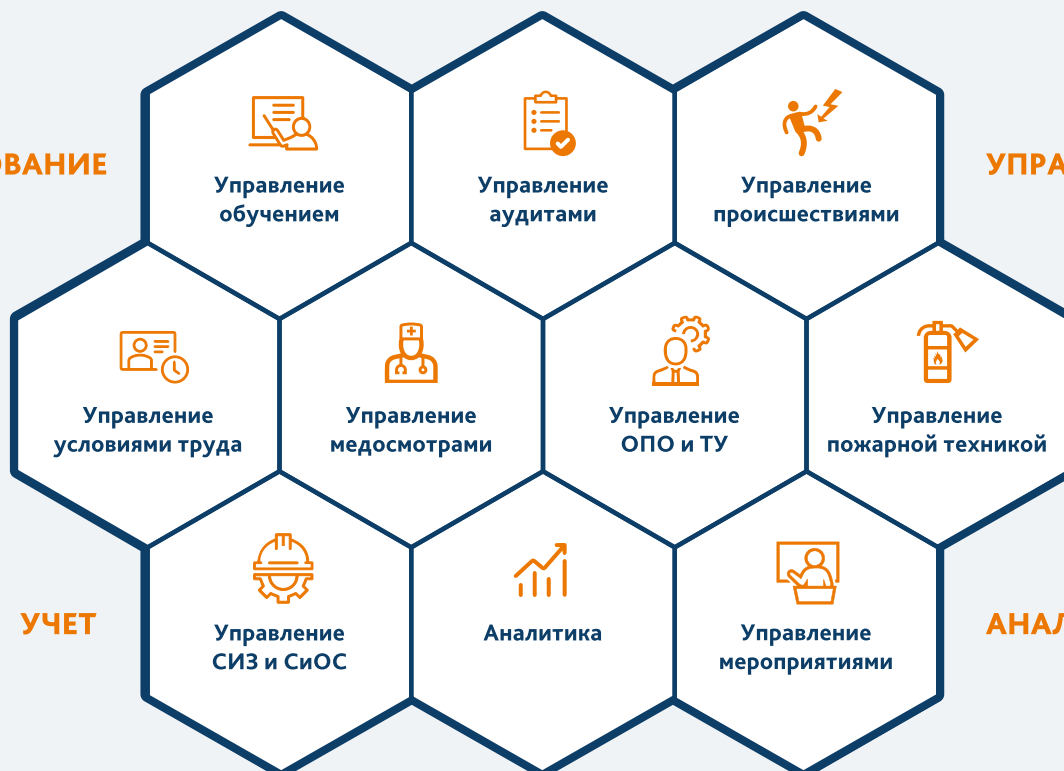 ОВАНИЕ
УПРА
Управление
обучением
Управление
аудитами
Управление
происшествиями
Управление
условиями труда
Управление
медосмотрами
Управление
ОПО и ТУ
Управление
пожарной техникой
УЧЕТ
АНАЛ
Управление
СИЗ и СиОС
Аналитика
Управление
мероприятиями